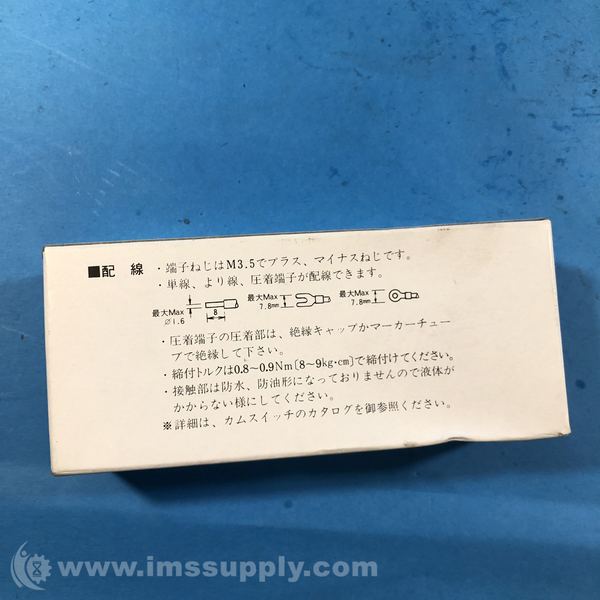 ■配 線
・端子ねじはM3.5でプラス、マイナスねじです。
・単線、より線、圧着端子が配線できます。
最大Max ø1.6
8
最大Max 7.8mm
最大Max 7.8mm
・圧着端子の圧着部は、絶縁キャップかマーカーチュー
ブで絶縁して下さい。
・締付トルクは0.8〜0.9Nm[8〜9kg·cm]で締付けてください。
・接触部は防水、防油形になっておりませんので液体が
かからない様にしてください。
※詳細は、カムスイッチのカタログを御参照ください。
www.imssupply.com